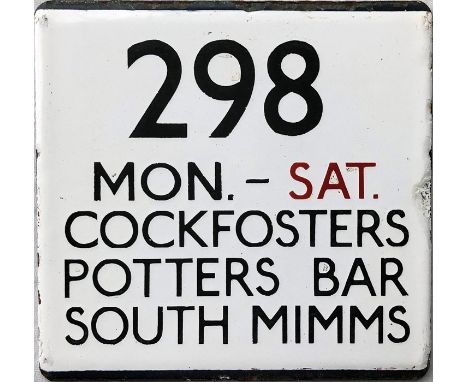 298
MON. – SAT.
COCKFOSTERS
POTTERS BAR
SOUTH MIMMS